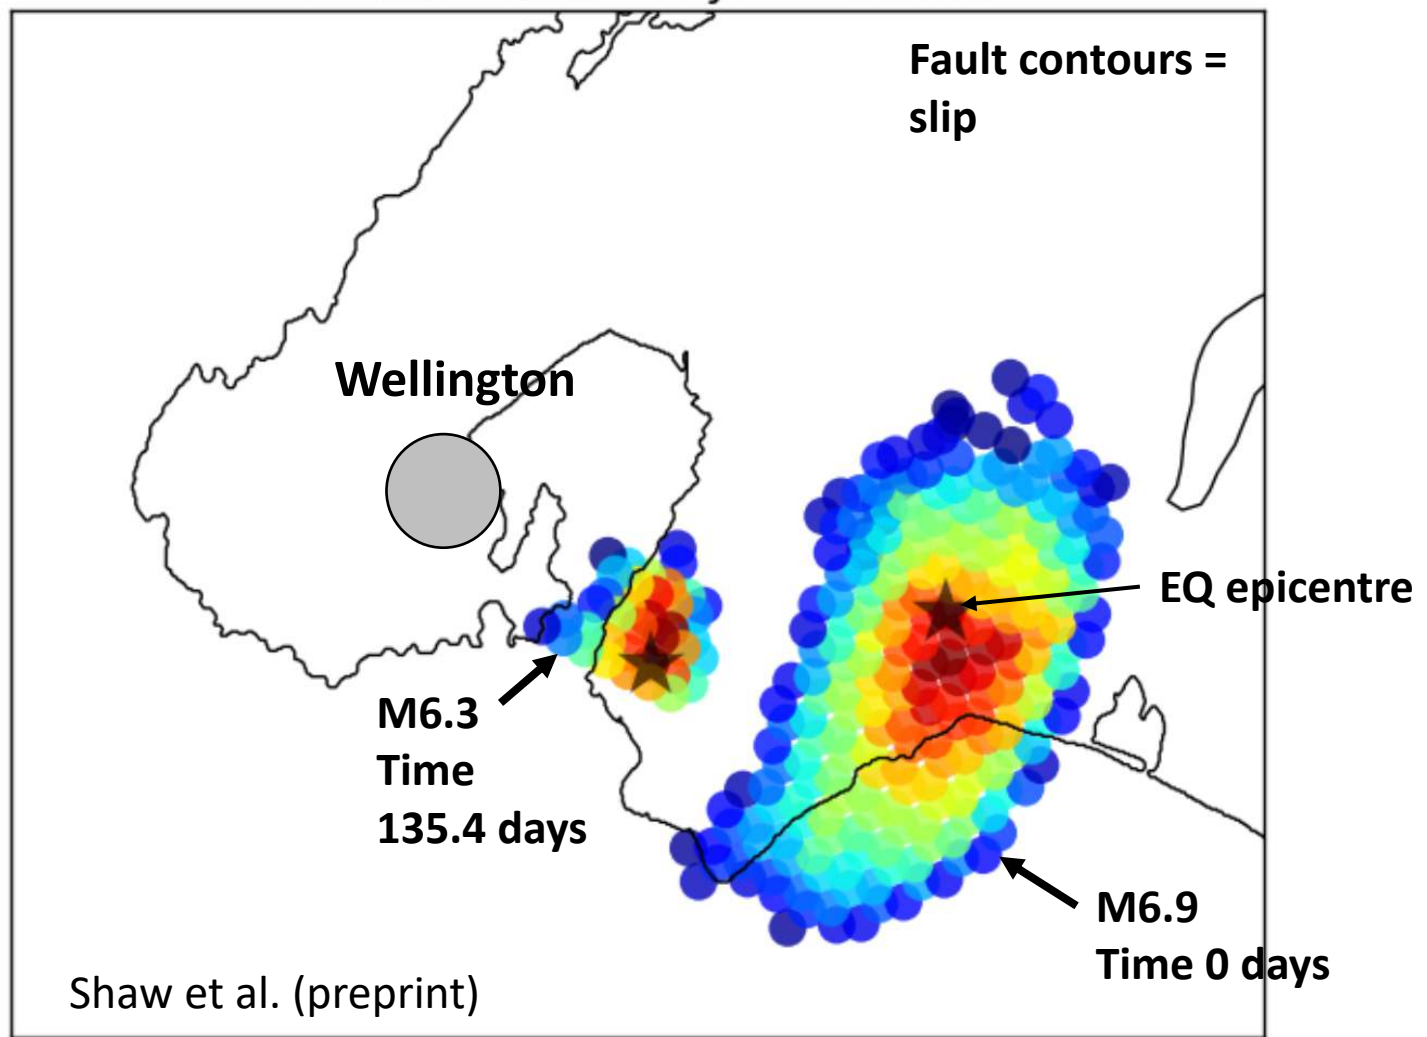 Fault contours =
slip
Wellington
EQ epicentre
M6.3
Time
135.4 days
M6.9
Time 0 days
Shaw et al. (preprint)